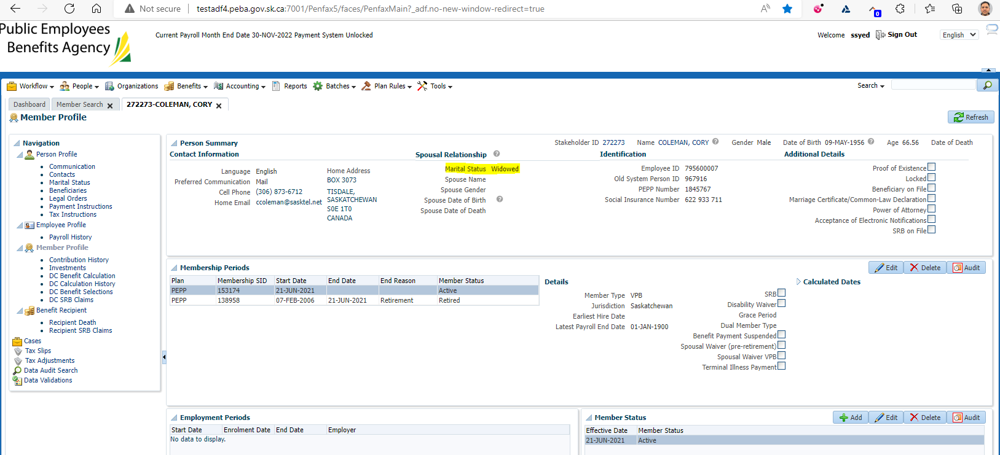 Not secure testadf4.peba.gov.sk.ca:7001/Penfax5/faces/PenfaxMain?_adf.no-new-window-redirect=true
0
Public Employees
Benefits Agency
Current Payroll Month End Date 30-NOV-2022 Payment System Unlocked
Welcome ssyed Sign Out English
Workflow People Organizations Benefits Accounting Reports Batches Plan Rules Tools Search
Dashboard Member Search 272273-COLEMAN, CORY
Member Profile Refresh
Navigation
Person Profile
Communication
Contacts
Marital Status
Beneficiaries
Legal Orders
Payment Instructions
Tax Instructions
Employee Profile
Payroll History
Member Profile
Contribution History
Investments
DC Benefit Calculation
DC Calculation History
DC Benefit Selections
DC SRB Claims
Benefit Recipient
Recipient Death
Recipient SRB Claims
Cases
Tax Slips
Tax Adjustments
Data Audit Search
Data Validations
Person Summary Stakeholder ID 272273 Name COLEMAN, CORY Gender Male Date of Birth 09-MAY-1956 Age 66.56 Date of Death
Contact Information
Language English
Preferred Communication Mail
Cell Phone (306) 873-6712
Home Email ccoleman@sasktel.net
Home Address
BOX 3073
TISDALE,
SASKATCHEWAN
S0E 1T0
CANADA
Spousal Relationship
Marital Status Widowed
Spouse Name
Spouse Gender
Spouse Date of Birth
Spouse Date of Death
Identification
Employee ID 795600007
Old System Person ID 967916
PEPP Number 1845767
Social Insurance Number 622 933 711
Additional Details
Proof of Existence
Locked
Beneficiary on File
Marriage Certificate/Common-Law Declaration
Power of Attorney
Acceptance of Electronic Notifications
SRB on File
Membership Periods Edit Delete Audit
Plan Membership SID Start Date End Date End Reason Member Status
PEPP 153174 21-JUN-2021 Active
PEPP 138958 07-FEB-2006 21-JUN-2021 Retirement Retired
Details
Member Type VPB
Jurisdiction Saskatchewan
Earliest Hire Date
Latest Payroll End Date 01-JAN-1900
SRB
Disability Waiver
Grace Period
Dual Member Type
Benefit Payment Suspended
Spousal Waiver (pre-retirement)
Spousal Waiver VPB
Terminal Illness Payment
Calculated Dates
Employment Periods
Start Date Enrolment Date End Date Employer
No data to display.
Member Status Add Edit Delete Audit
Effective Date Member Status
21-JUN-2021 Active